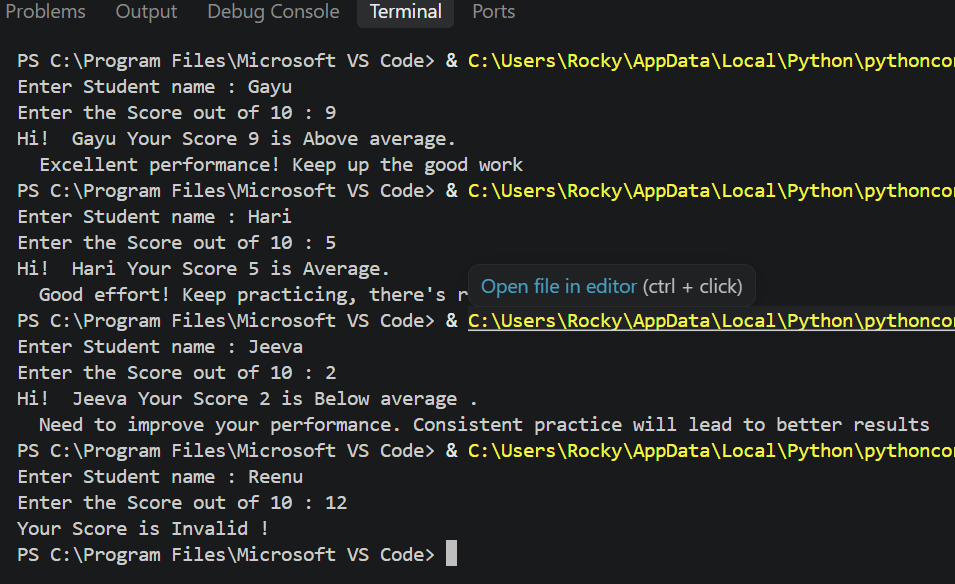 Problems Output Debug Console Terminal Ports
PS C:\Program Files\Microsoft VS Code> & C:\Users\Rocky\AppData\Local\Python\pythoncor
Enter Student name : Gayu
Enter the Score out of 10 : 9
Hi!  Gayu Your Score 9 is Above average.
  Excellent performance! Keep up the good work
PS C:\Program Files\Microsoft VS Code> & C:\Users\Rocky\AppData\Local\Python\pythoncor
Enter Student name : Hari
Enter the Score out of 10 : 5
Hi!  Hari Your Score 5 is Average.
Open file in editor (ctrl + click)
  Good effort! Keep practicing, there's
PS C:\Program Files\Microsoft VS Code> & C:\Users\Rocky\AppData\Local\Python\pythoncor
Enter Student name : Jeeva
Enter the Score out of 10 : 2
Hi!  Jeeva Your Score 2 is Below average .
  Need to improve your performance. Consistent practice will lead to better results
PS C:\Program Files\Microsoft VS Code> & C:\Users\Rocky\AppData\Local\Python\pythoncor
Enter Student name : Reenu
Enter the Score out of 10 : 12
Your Score is Invalid !
PS C:\Program Files\Microsoft VS Code>